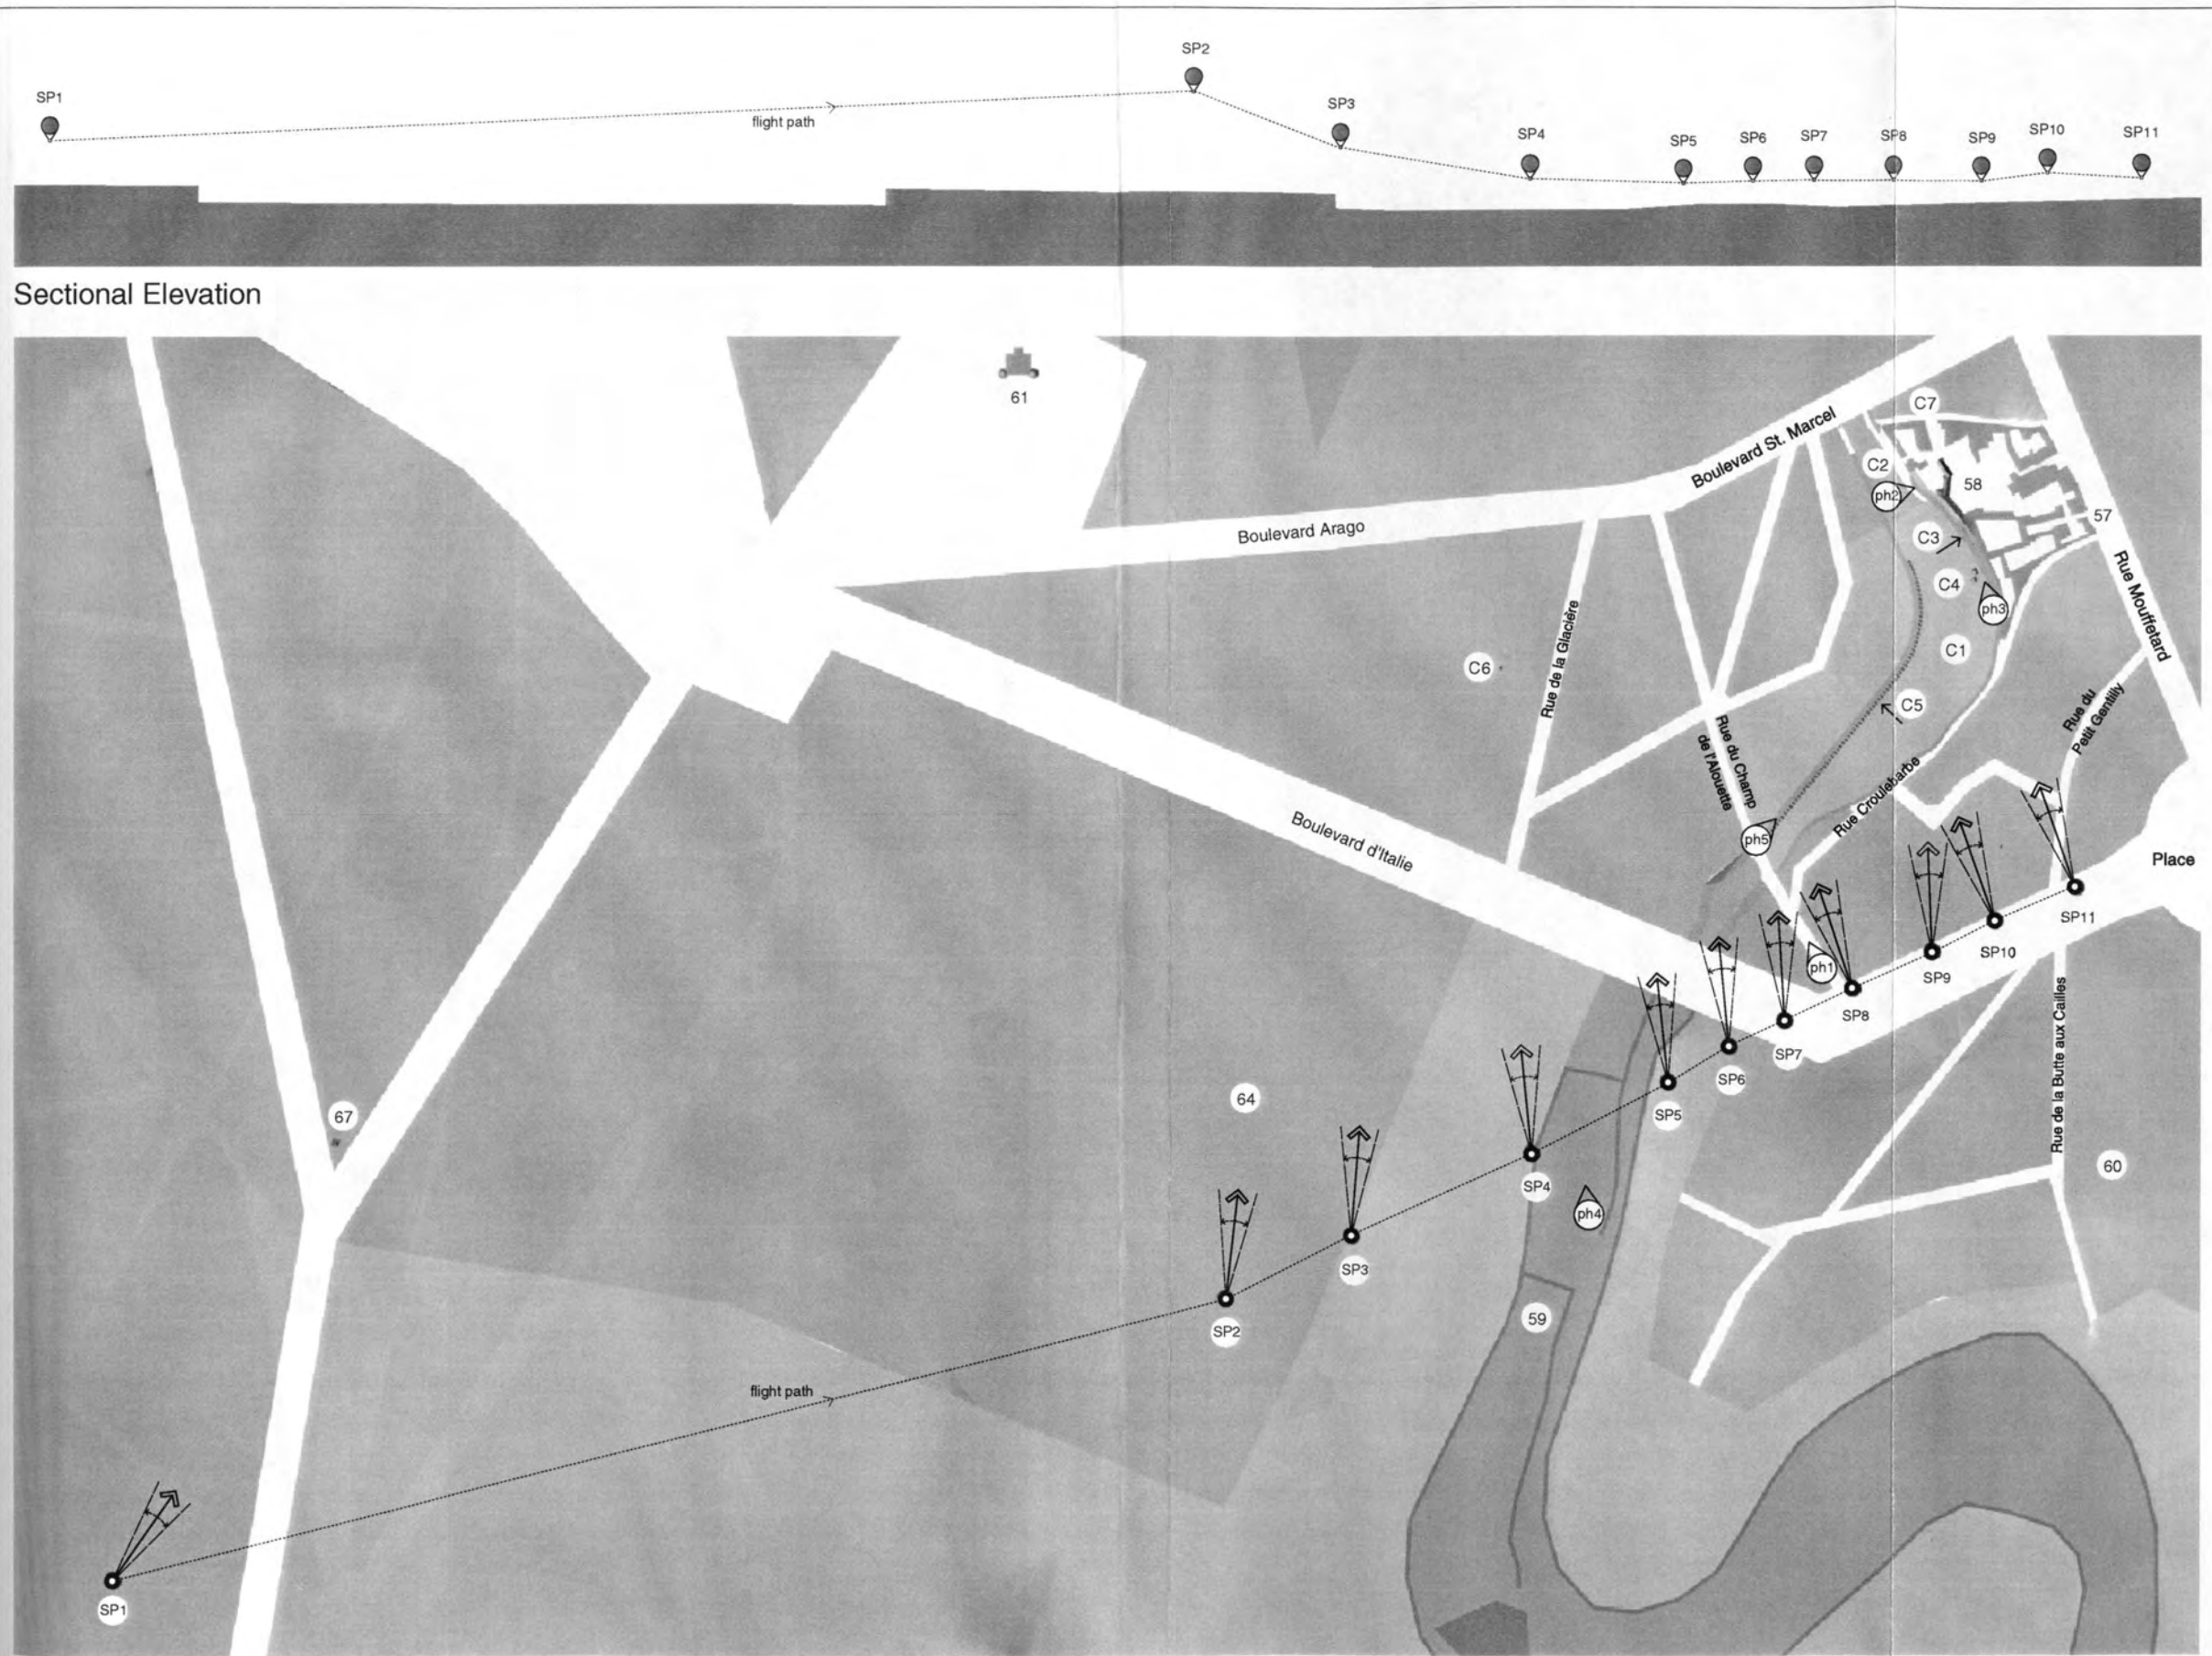 SP1
SP2
SP3
SP4
SP5
SP6
SP7
SP8
SP9
SP10
SP11
flight path
Sectional Elevation
61
C7
Boulevard St. Marcel
C2
ph2
58
57
Boulevard Arago
C3
C4
ph3
Rue Mouffetard
C1
C6
Rue de la Glacière
C5
Rue du Champ
de l'Alouette
Rue du
Petit Gentilly
Rue Croulebarbe
ph5
Boulevard d'Italie
Place
SP11
SP10
SP9
ph1
SP8
SP7
SP6
SP5
Rue de la Butte aux Cailles
60
67
64
SP4
ph4
SP3
59
SP2
flight path
SP1